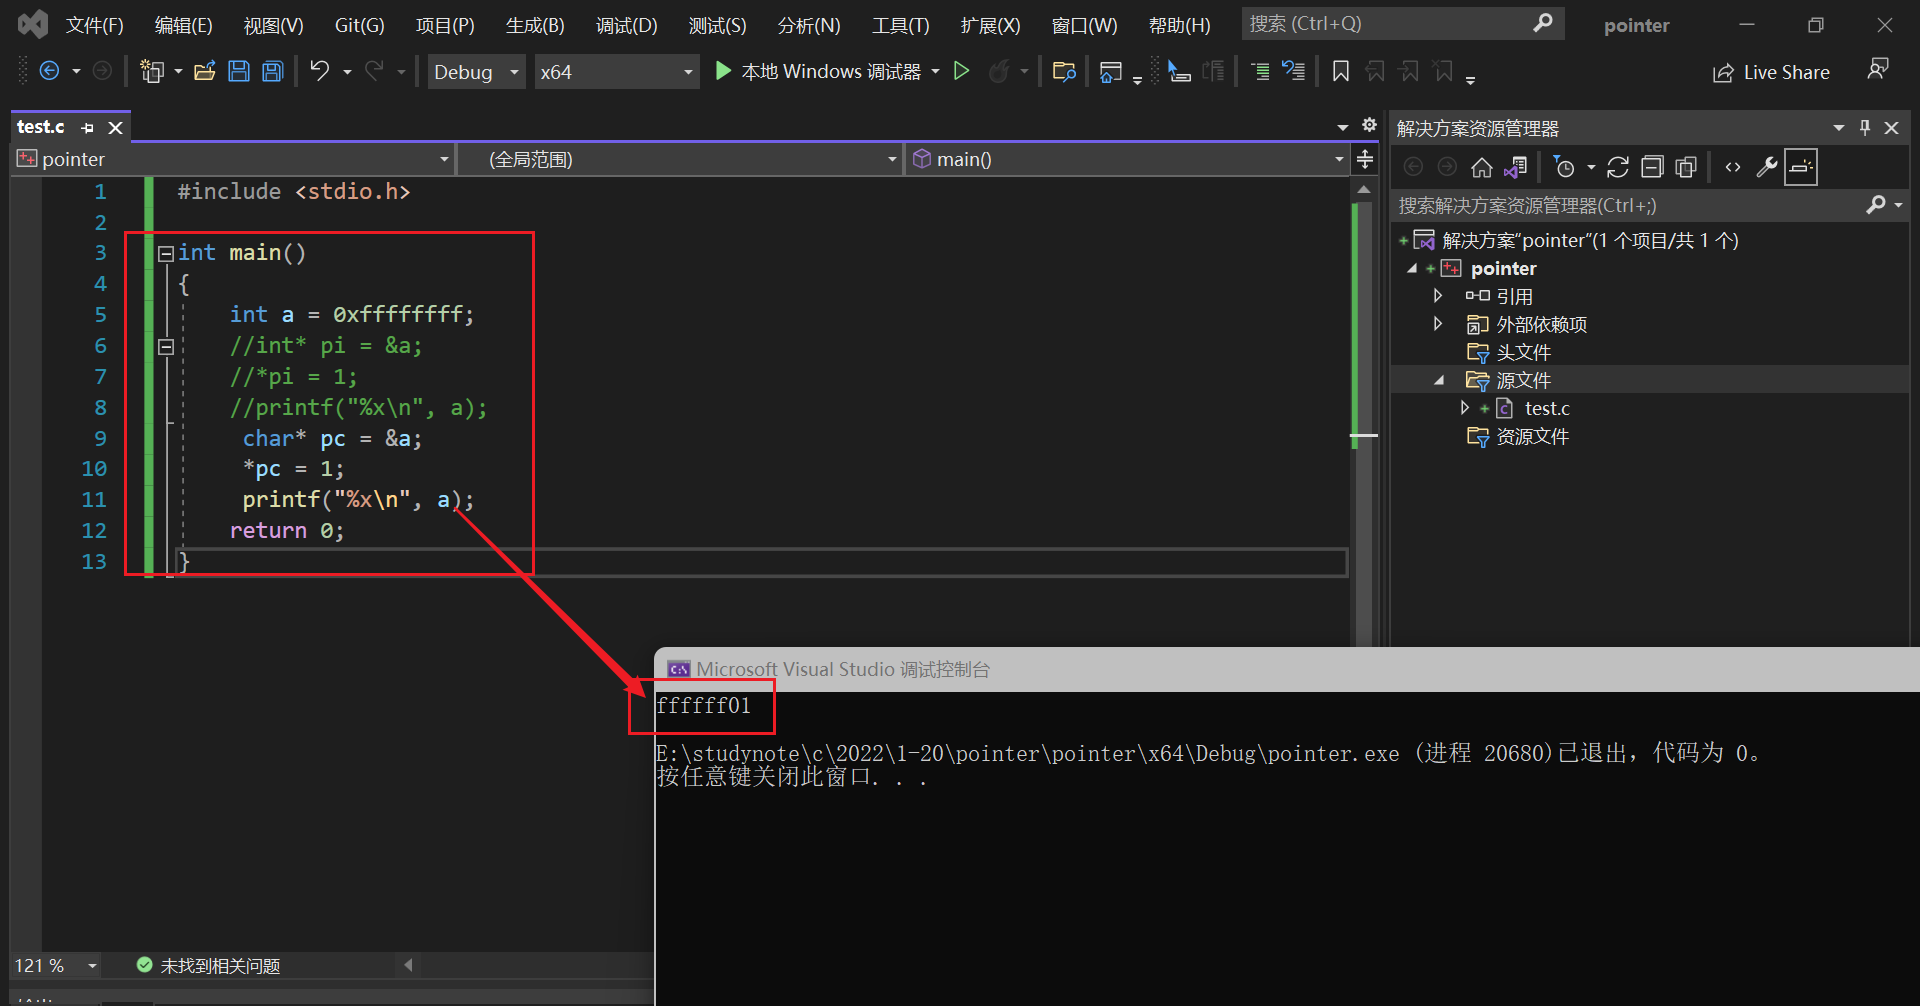 文件(F) 编辑(E) 视图(V) Git(G) 项目(P) 生成(B) 调试(D) 测试(S) 分析(N) 工具(T) 扩展(X) 窗口(W) 帮助(H) 搜索 (Ctrl+Q) pointer
Debug x64 本地 Windows 调试器 Live Share
test.c
pointer (全局范围) main()
1 #include <stdio.h>
2
3 int main()
4 {
5 int a = 0xffffffff;
6 //int* pi = &a;
7 //*pi = 1;
8 //printf("%x\n", a);
9 char* pc = &a;
10 *pc = 1;
11 printf("%x\n", a);
12 return 0;
13 }
解决方案资源管理器
搜索解决方案资源管理器(Ctrl+;)
解决方案“pointer”(1 个项目/共 1 个)
pointer
引用
外部依赖项
头文件
源文件
test.c
资源文件
Microsoft Visual Studio 调试控制台
ffffff01
E:\studynote\c\2022\1-20\pointer\pointer\x64\Debug\pointer.exe (进程 20680)已退出，代码为 0。
按任意键关闭此窗口. . .
121 % 未找到相关问题